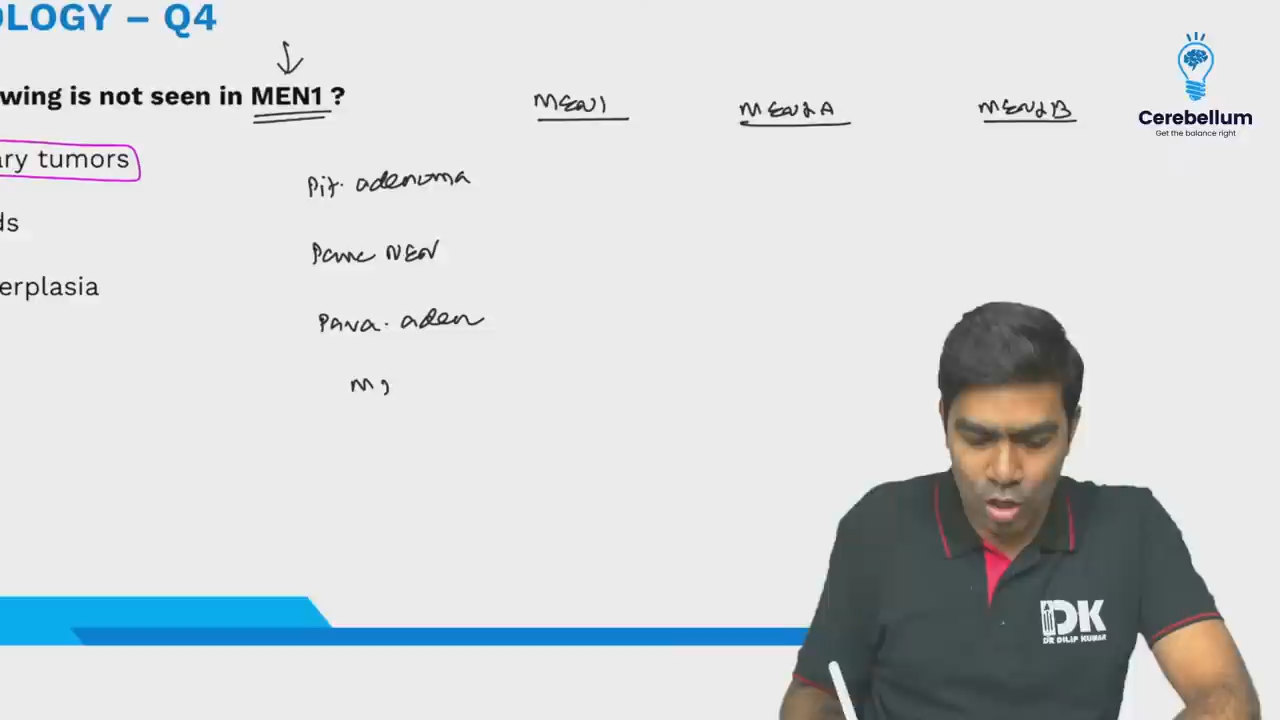 OLOGY – Q4
wing is not seen in MEN1 ?
MEN1 MEN2A MEN2B
Cerebellum
Get the balance right
ary tumors
Pit. adenoma
ds
Panc NEN
erplasia
Para. aden
M
DK
DR DILIP KUMAR